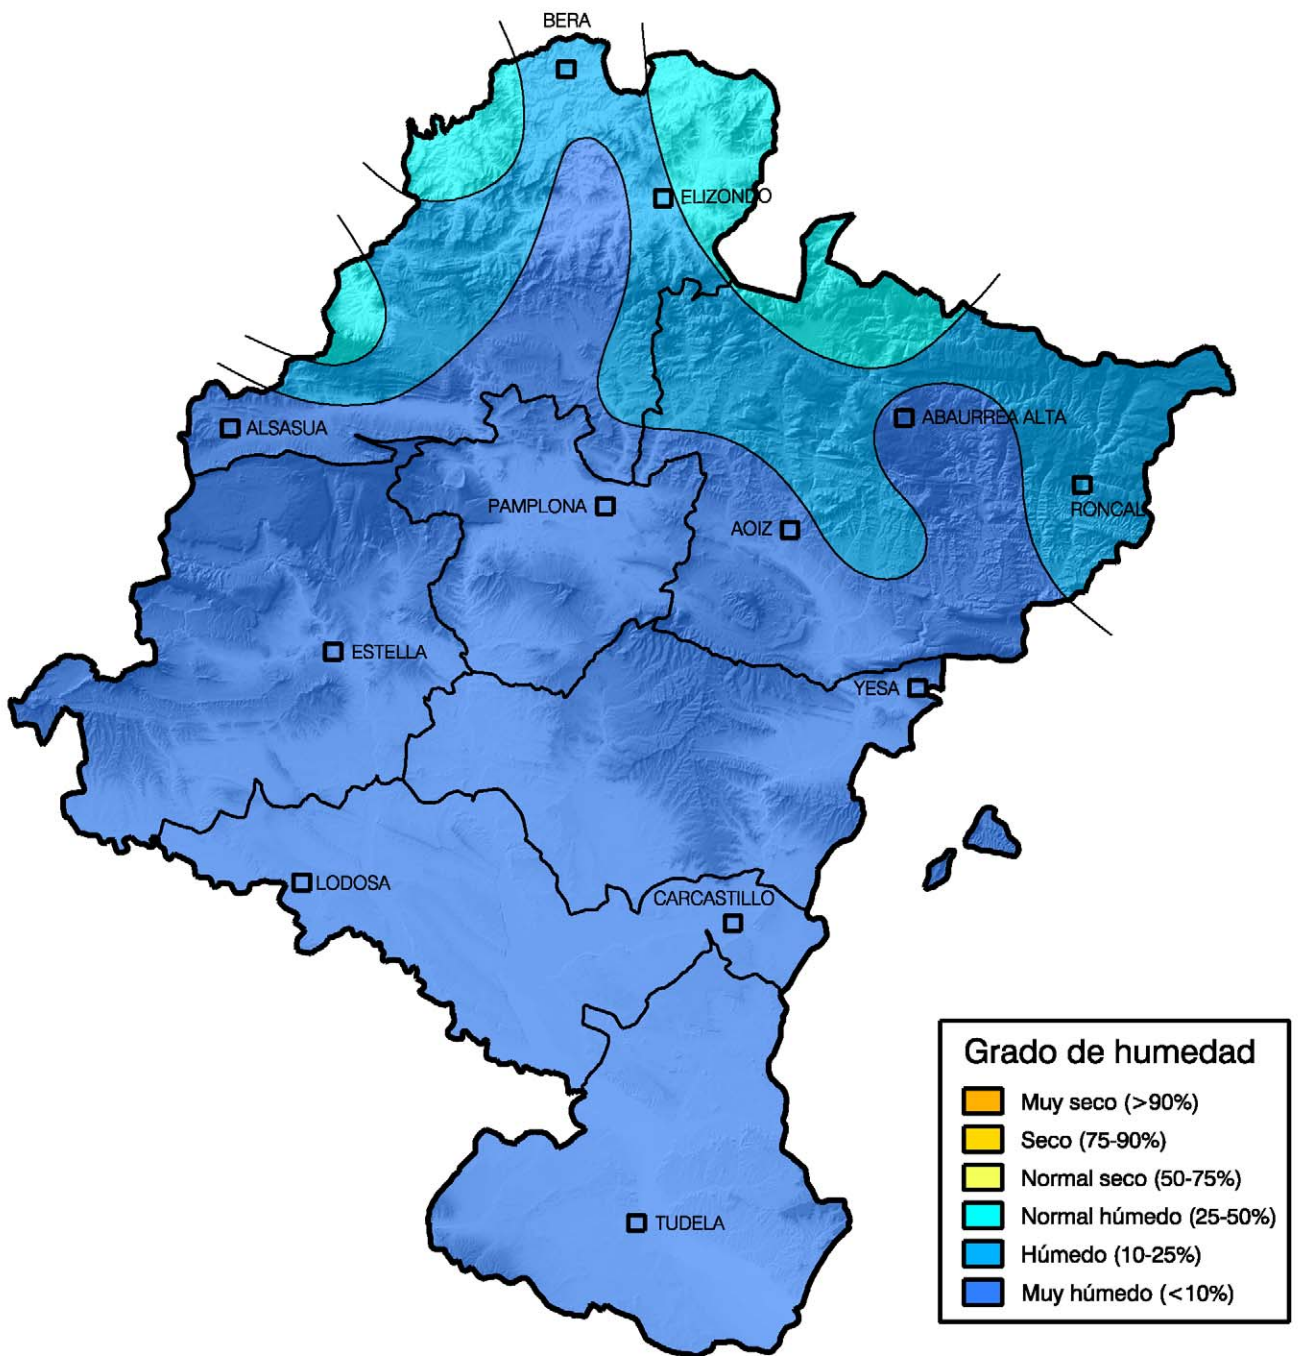 BERA
ELIZONDO
ALSASUA
ABAURREA ALTA
PAMPLONA
RONCAL
AOIZ
ESTELLA
YESA
LODOSA
CARCASTILLO
TUDELA
Grado de humedad
Muy seco (>90%)
Seco (75-90%)
Normal seco (50-75%)
Normal húmedo (25-50%)
Húmedo (10-25%)
Muy húmedo (<10%)